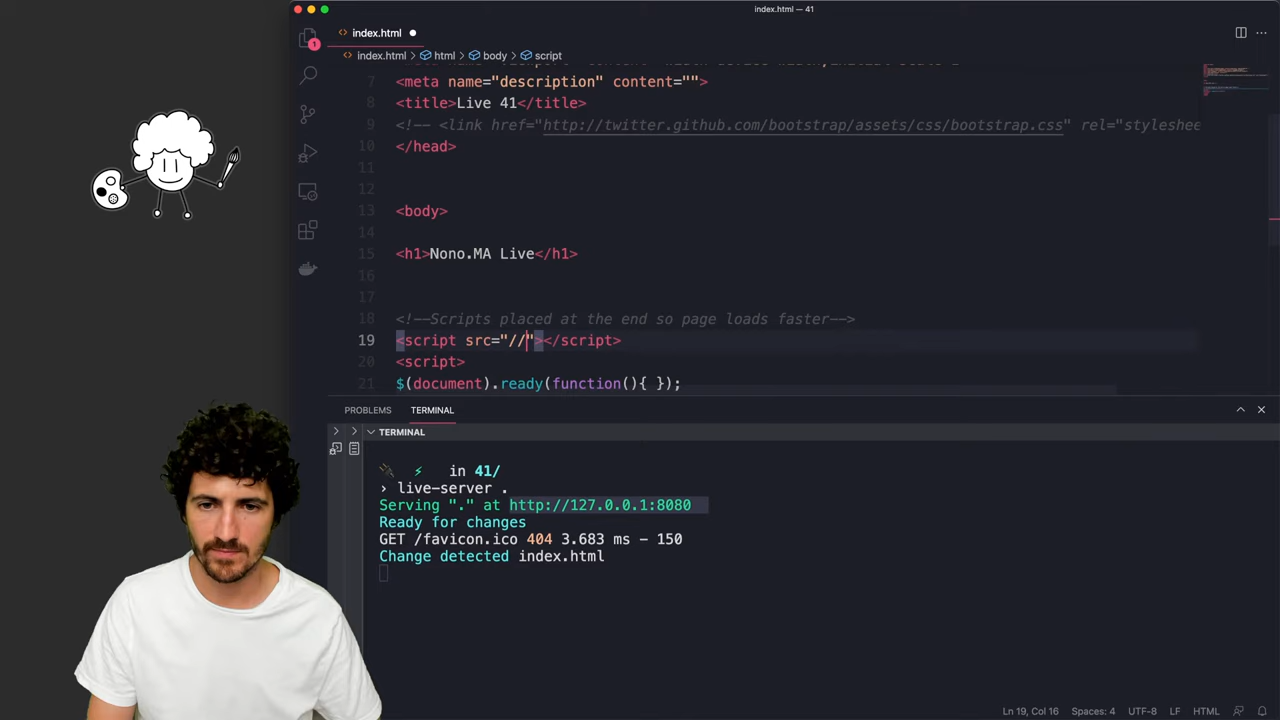 index.html — 41
index.html
index.html > html > body > script
1
7 <meta name="description" content="">
8 <title>Live 41</title>
9 <!-- <link href="http://twitter.github.com/bootstrap/assets/css/bootstrap.css" rel="styleshee
10 </head>
11
12
13 <body>
14
15 <h1>Nono.MA Live</h1>
16
17
18 <!--Scripts placed at the end so page loads faster-->
19 <script src="//"></script>
20 <script>
21 $(document).ready(function(){ });
PROBLEMS TERMINAL
TERMINAL
in 41/
› live-server .
Serving "." at http://127.0.0.1:8080
Ready for changes
GET /favicon.ico 404 3.683 ms - 150
Change detected index.html
Ln 19, Col 16 Spaces: 4 UTF-8 LF HTML